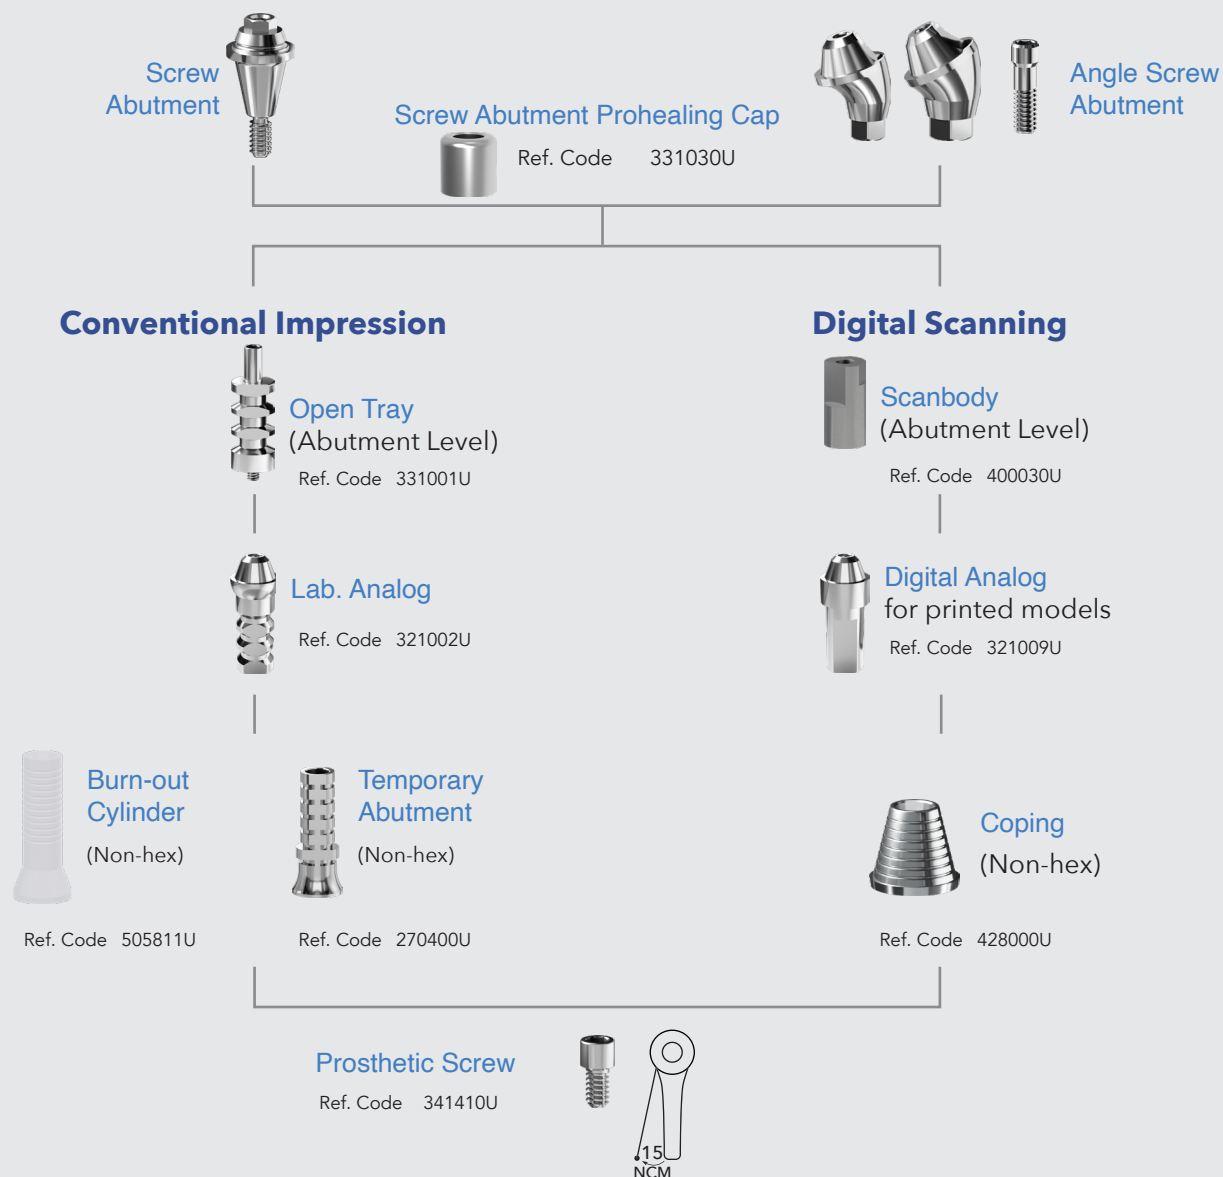 Screw
Abutment
Screw Abutment Prohealing Cap
Ref. Code 331030U
Angle Screw
Abutment
Conventional Impression
Open Tray
(Abutment Level)
Ref. Code 331001U
Lab. Analog
Ref. Code 321002U
Burn-out
Cylinder
(Non-hex)
Ref. Code 505811U
Temporary
Abutment
(Non-hex)
Ref. Code 270400U
Digital Scanning
Scanbody
(Abutment Level)
Ref. Code 400030U
Digital Analog
for printed models
Ref. Code 321009U
Coping
(Non-hex)
Ref. Code 428000U
Prosthetic Screw
Ref. Code 341410U
15
NCM